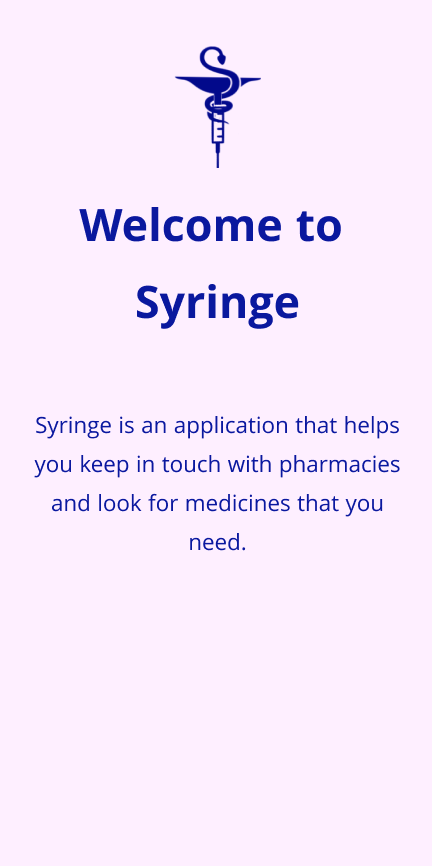 Welcome to
Syringe
Syringe is an application that helps
you keep in touch with pharmacies
and look for medicines that you
need.